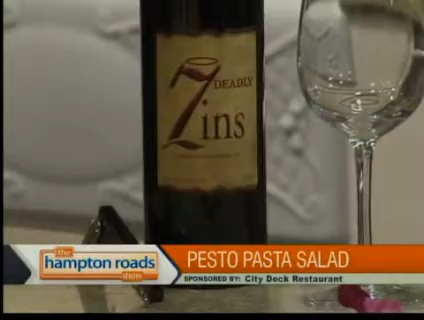 7 DEADLY
Zins
the
hampton roads
show
PESTO PASTA SALAD
SPONSORED BY: City Dock Restaurant